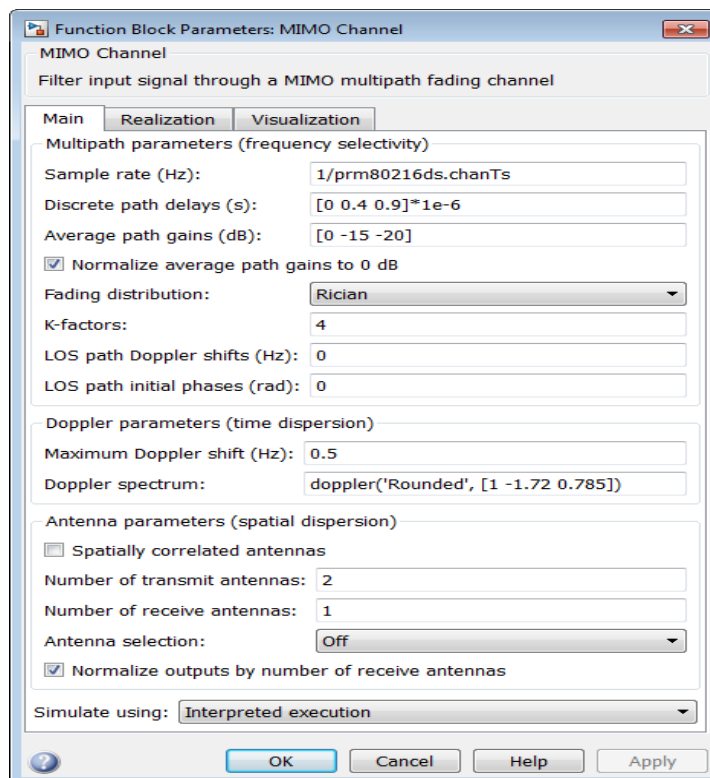 Function Block Parameters: MIMO Channel
MIMO Channel
Filter input signal through a MIMO multipath fading channel
Main Realization Visualization
Multipath parameters (frequency selectivity)
Sample rate (Hz): 1/prm80216ds.chanTs
Discrete path delays (s): [0 0.4 0.9]*1e-6
Average path gains (dB): [0 -15 -20]
Normalize average path gains to 0 dB
Fading distribution: Rician
K-factors: 4
LOS path Doppler shifts (Hz): 0
LOS path initial phases (rad): 0
Doppler parameters (time dispersion)
Maximum Doppler shift (Hz): 0.5
Doppler spectrum: doppler('Rounded', [1 -1.72 0.785])
Antenna parameters (spatial dispersion)
Spatially correlated antennas
Number of transmit antennas: 2
Number of receive antennas: 1
Antenna selection: Off
Normalize outputs by number of receive antennas
Simulate using: Interpreted execution
? OK Cancel Help Apply